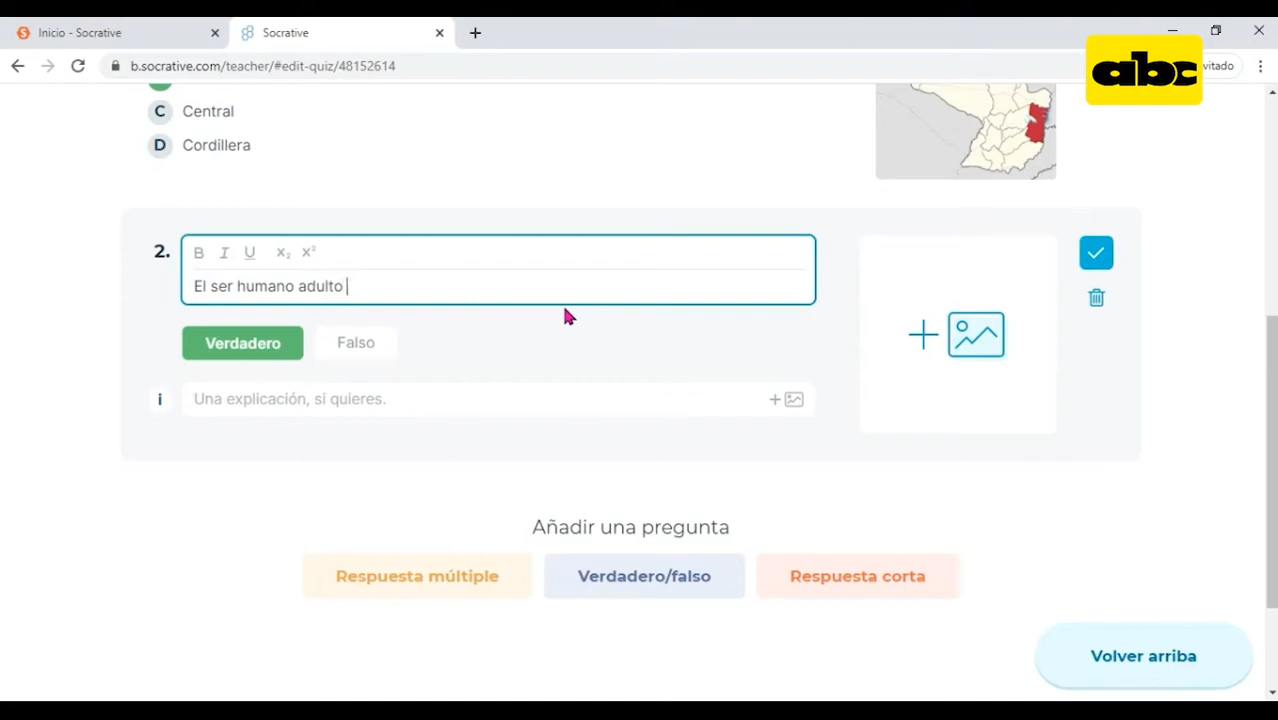 Inicio - Socrative
Socrative
b.socrative.com/teacher/#edit-quiz/48152614
vitado
abc
C Central
D Cordillera
2.
B I U X₂ X²
El ser humano adulto
Verdadero
Falso
i
Una explicación, si quieres.
Añadir una pregunta
Respuesta múltiple
Verdadero/falso
Respuesta corta
Volver arriba